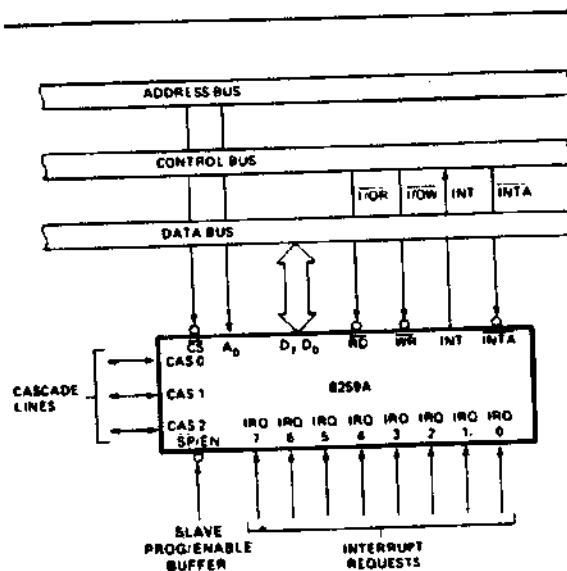 ADDRESS BUS
CONTROL BUS
I/OR I/OW INT INTA
DATA BUS
CS A0 D7 D0 RD WR INT INTA
CAS 0
CASCADE LINES
CAS 1
8259A
CAS 2
SP/EN
IRQ 7 IRQ 6 IRQ 5 IRQ 4 IRQ 3 IRQ 2 IRQ 1 IRQ 0
SLAVE
PROG/ENABLE
BUFFER
INTERRUPT
REQUESTS